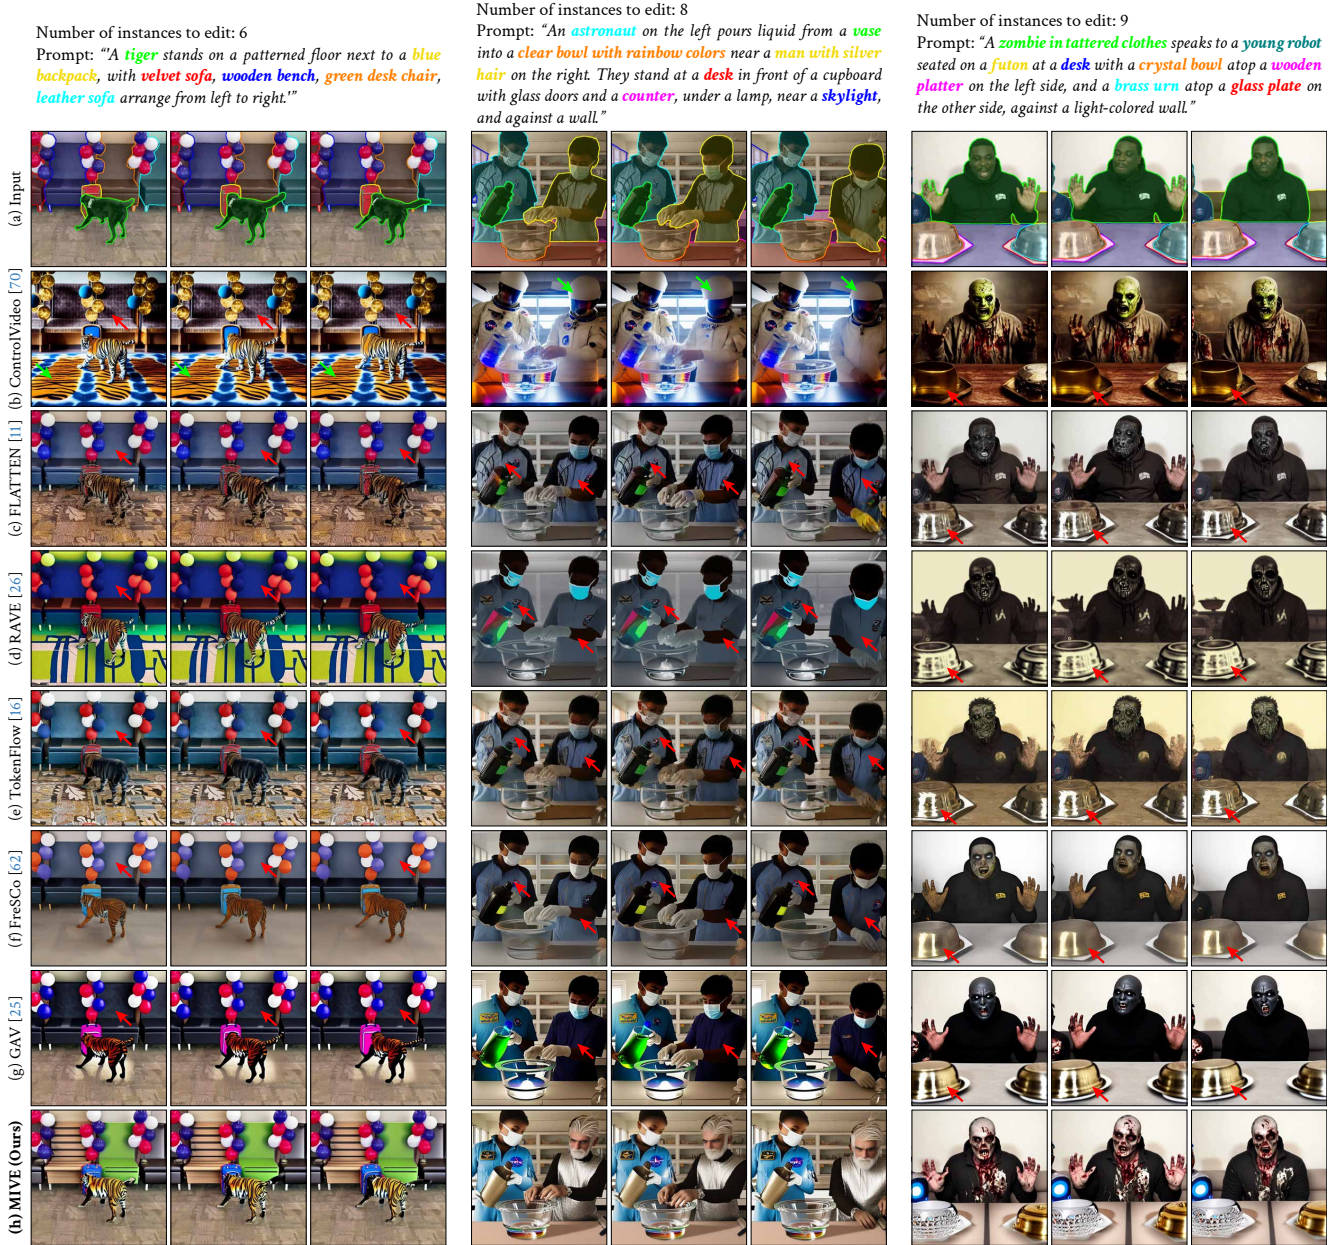 Number of instances to edit: 6
Prompt: “'A tiger stands on a patterned floor next to a blue
backpack, with velvet sofa, wooden bench, green desk chair,
leather sofa arrange from left to right.'”
Number of instances to edit: 8
Prompt: “An astronaut on the left pours liquid from a vase
into a clear bowl with rainbow colors near a man with silver
hair on the right. They stand at a desk in front of a cupboard
with glass doors and a counter, under a lamp, near a skylight,
and against a wall.”
Number of instances to edit: 9
Prompt: “A zombie in tattered clothes speaks to a young robot
seated on a futon at a desk with a crystal bowl atop a wooden
platter on the left side, and a brass urn atop a glass plate on
the other side, against a light-colored wall.”
(a) Input
(b) ControlVideo [70]
(c) FLATTEN [11]
(d) RAVE [26]
(e) TokenFlow [16]
(f) FreSCo [62]
(g) GAV [25]
(h) MIVE (Ours)